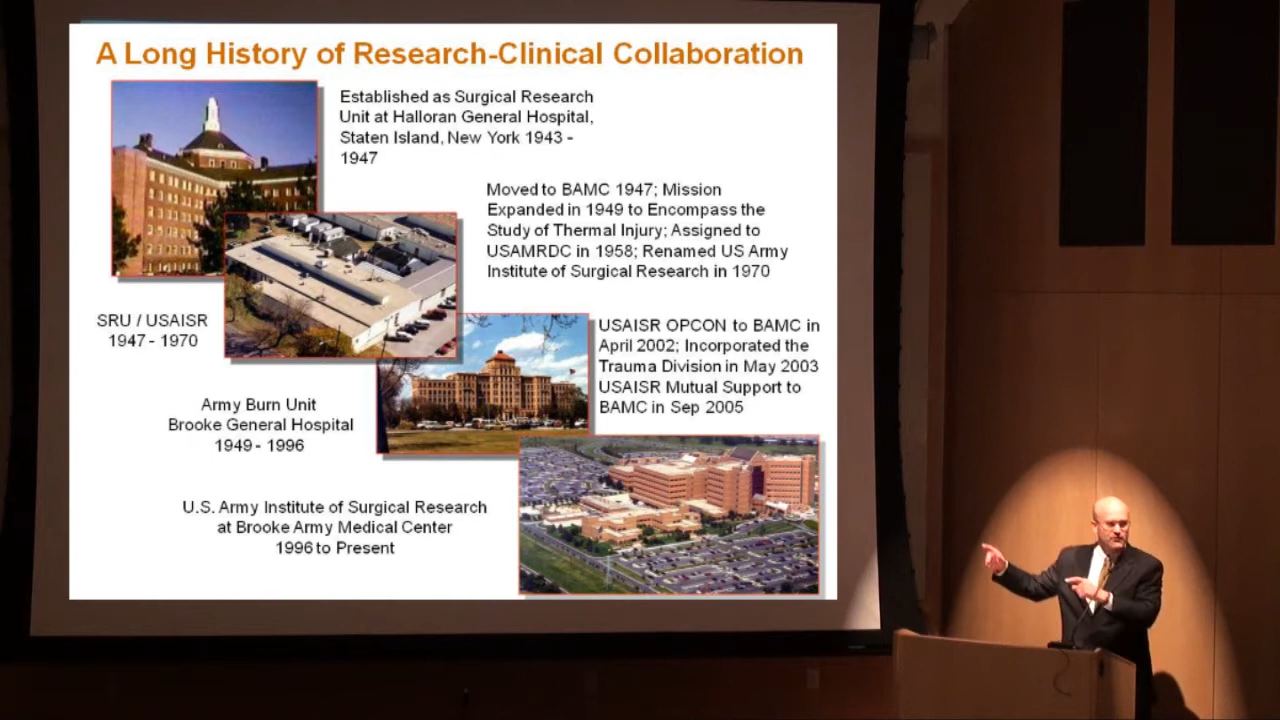 A Long History of Research-Clinical Collaboration
Established as Surgical Research
Unit at Halloran General Hospital,
Staten Island, New York 1943 -
1947
Moved to BAMC 1947; Mission
Expanded in 1949 to Encompass the
Study of Thermal Injury; Assigned to
USAMRDC in 1958; Renamed US Army
Institute of Surgical Research in 1970
SRU / USAISR
1947 - 1970
USAISR OPCON to BAMC in
April 2002; Incorporated the
Trauma Division in May 2003
USAISR Mutual Support to
BAMC in Sep 2005
Army Burn Unit
Brooke General Hospital
1949 - 1996
U.S. Army Institute of Surgical Research
at Brooke Army Medical Center
1996 to Present